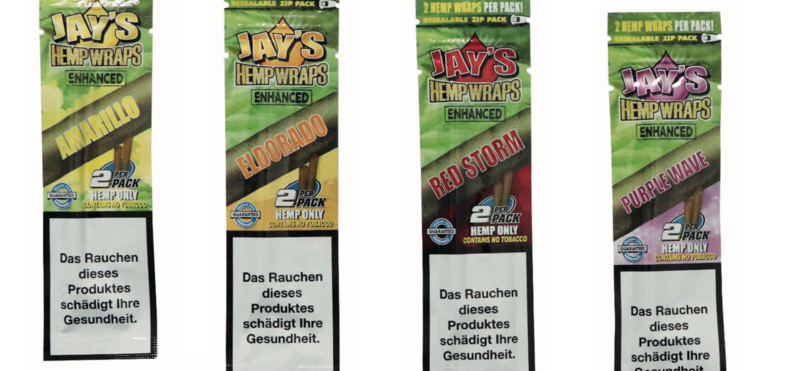 JAY'S
HEMP WRAPS
ENHANCED
AMARILLO
2 PER PACK
HEMP ONLY
CONTAINS NO TOBACCO
GUARANTEED
Das Rauchen
dieses
Produktes
schädigt Ihre
Gesundheit.
RESEALABLE ZIP PACK
JAY'S
HEMP WRAPS
ENHANCED
ELDORADO
2 PER PACK
HEMP ONLY
CONTAINS NO TOBACCO
GUARANTEED
Das Rauchen
dieses
Produktes
schädigt Ihre
Gesundheit.
2 HEMP WRAPS PER PACK!
RESEALABLE ZIP PACK
JAY'S
HEMP WRAPS
ENHANCED
RED STORM
2 PER PACK
HEMP ONLY
CONTAINS NO TOBACCO
GUARANTEED
Das Rauchen
dieses
Produktes
schädigt Ihre
Gesundheit.
2 HEMP WRAPS PER PACK!
RESEALABLE ZIP PACK
JAY'S
HEMP WRAPS
ENHANCED
PURPLE WAVE
2 PER PACK
HEMP ONLY
CONTAINS NO TOBACCO
GUARANTEED
Das Rauchen
dieses
Produktes
schädigt Ihre